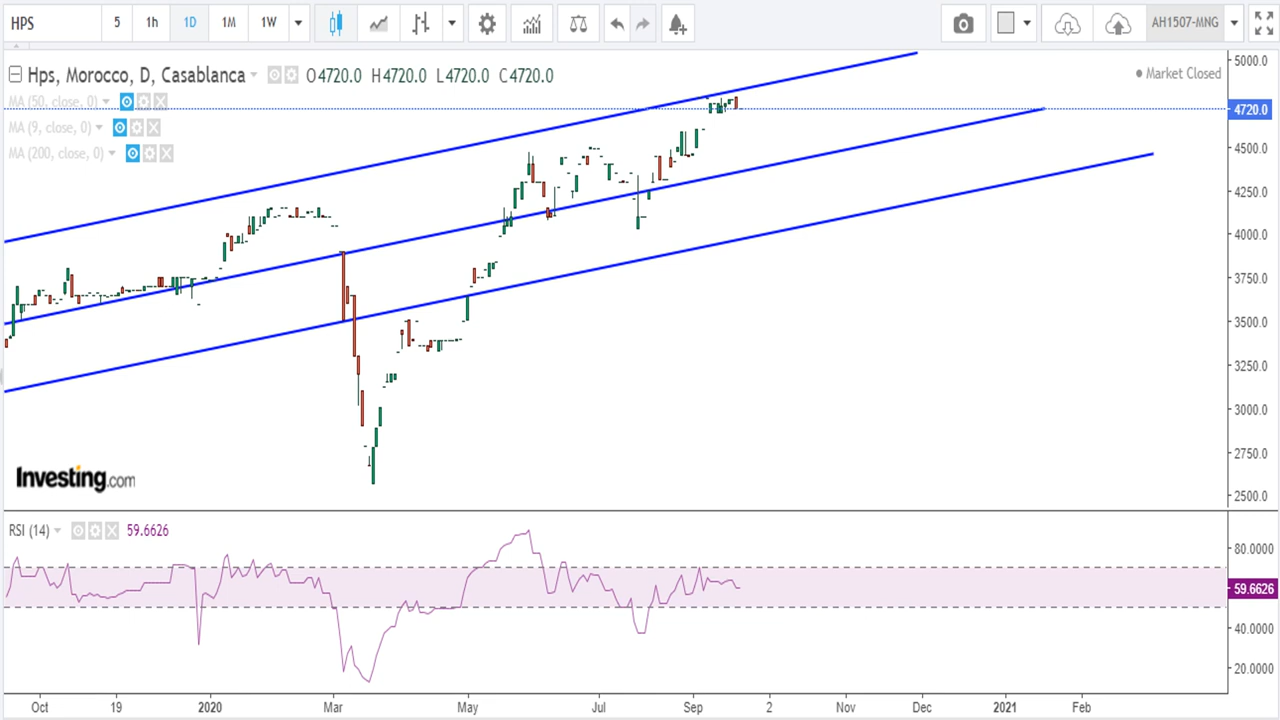 HPS 5 1h 1D 1M 1W AH1507-MNG
Hps, Morocco, D, Casablanca O4720.0 H4720.0 L4720.0 C4720.0
Market Closed
MA (50, close, 0)
MA (9, close, 0)
MA (200, close, 0)
5000.0
4720.0
4500.0
4250.0
4000.0
3750.0
3500.0
3250.0
3000.0
2750.0
2500.0
Investing.com
RSI (14) 59.6626
80.0000
59.6626
40.0000
20.0000
Oct 19 2020 Mar May Jul Sep 2 Nov Dec 2021 Feb